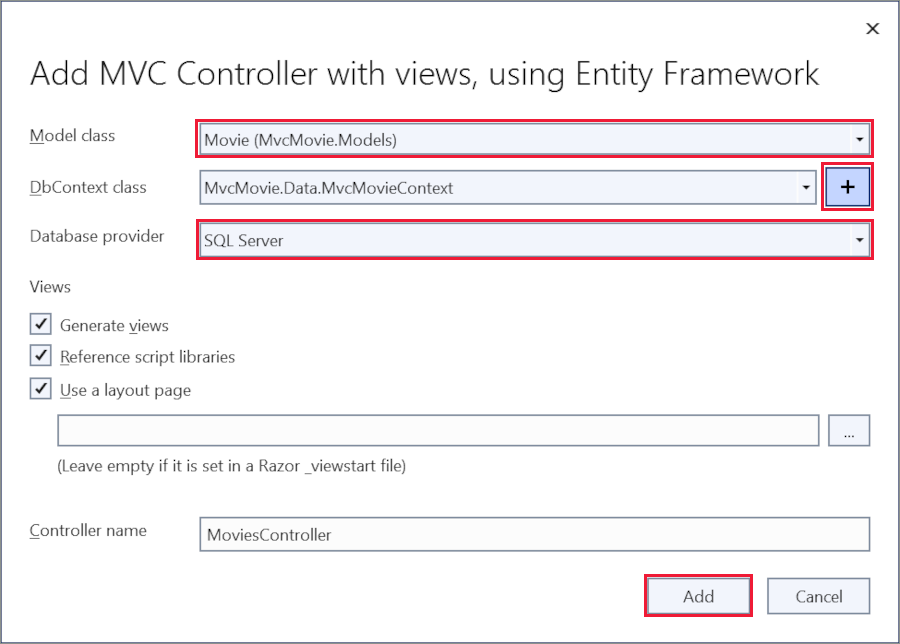 Add MVC Controller with views, using Entity Framework
Model class
Movie (MvcMovie.Models)
DbContext class
MvcMovie.Data.MvcMovieContext
+
Database provider
SQL Server
Views
Generate views
Reference script libraries
Use a layout page
...
(Leave empty if it is set in a Razor _viewstart file)
Controller name
MoviesController
Add
Cancel